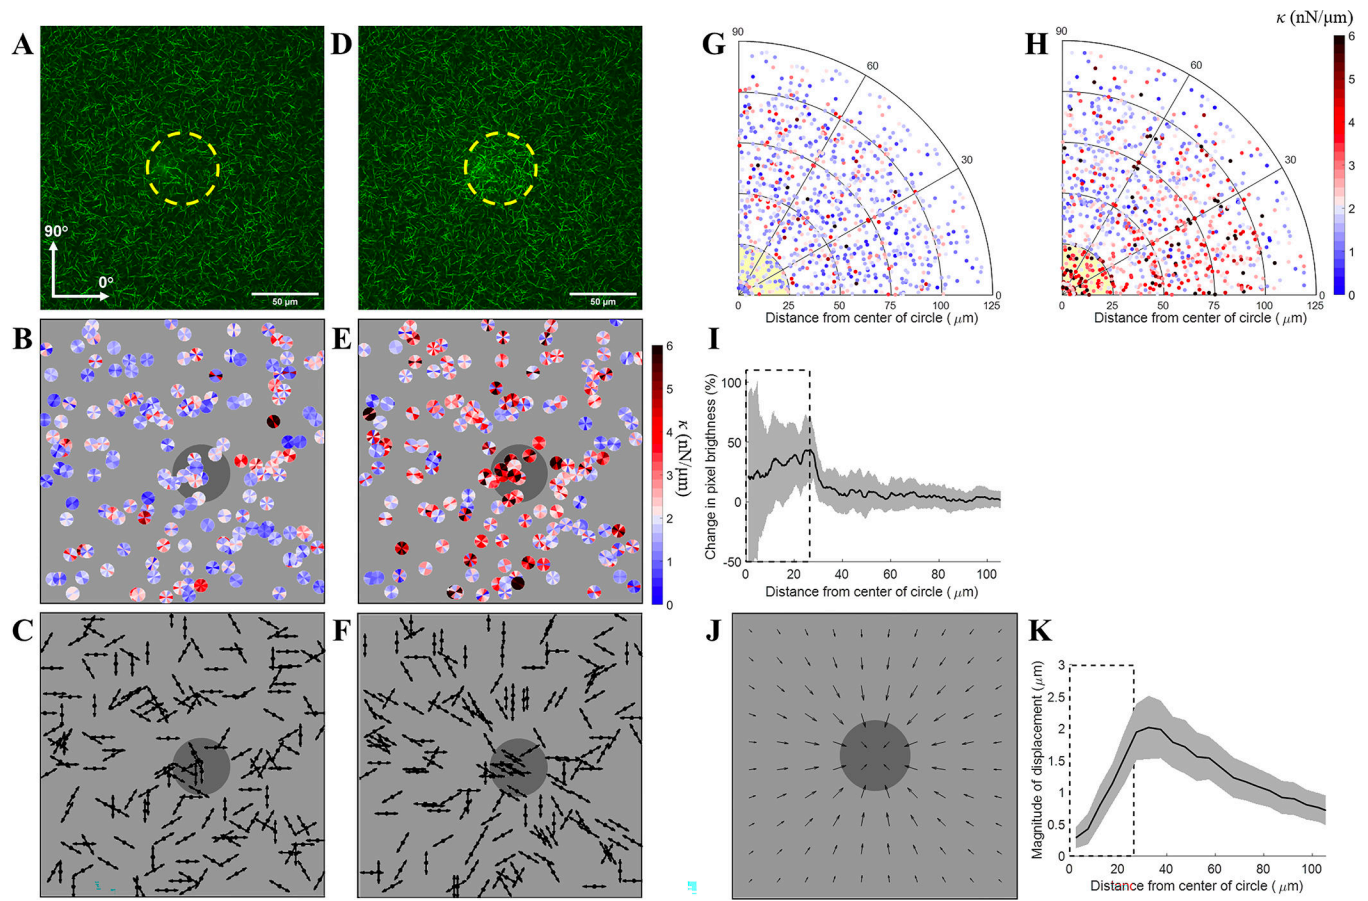 A
90°
0°
50 μm
D
50 μm
G
90
60
30
0
0
25
50
75
100
125
Distance from center of circle ( μm)
H
90
60
30
0
0
25
50
75
100
125
Distance from center of circle ( μm)
κ (nN/μm)
6
5
4
3
2
1
0
B
E
6
5
4
3
2
1
0
κ (nN/μm)
I
Change in pixel brigthness (%)
100
50
0
-50
0
20
40
60
80
100
Distance from center of circle ( μm)
C
F
J
K
Magnitude of displacement (μm)
3
2.5
2
1.5
1
0.5
0
0
20
40
60
80
100
Distance from center of circle ( μm)